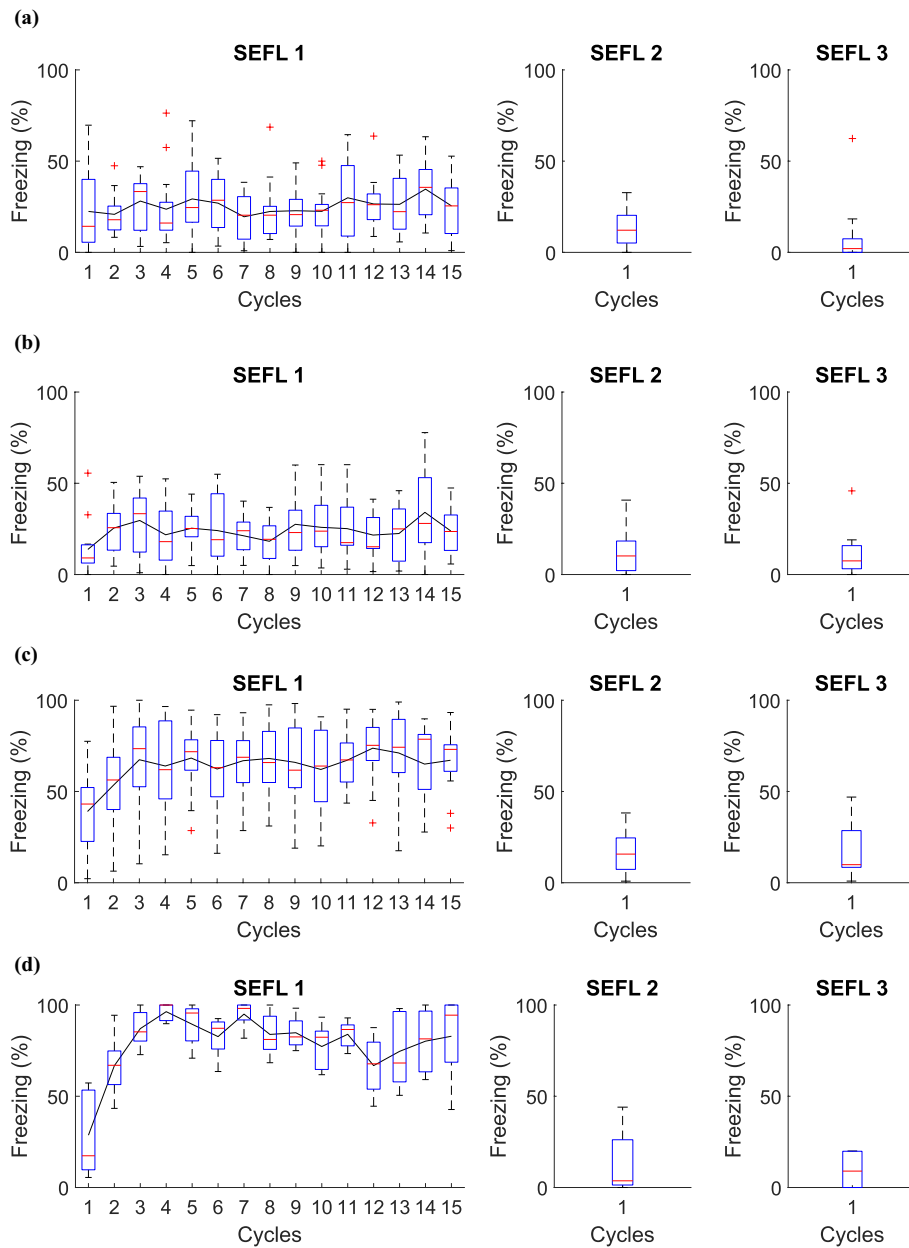 (a)
SEFL 1 SEFL 2 SEFL 3
Freezing (%) Freezing (%) Freezing (%)
100 100 100
50 50 50
0 0 0
1 2 3 4 5 6 7 8 9 10 11 12 13 14 15 1 1
Cycles Cycles Cycles
(b)
SEFL 1 SEFL 2 SEFL 3
Freezing (%) Freezing (%) Freezing (%)
100 100 100
50 50 50
0 0 0
1 2 3 4 5 6 7 8 9 10 11 12 13 14 15 1 1
Cycles Cycles Cycles
(c)
SEFL 1 SEFL 2 SEFL 3
Freezing (%) Freezing (%) Freezing (%)
100 100 100
50 50 50
0 0 0
1 2 3 4 5 6 7 8 9 10 11 12 13 14 15 1 1
Cycles Cycles Cycles
(d)
SEFL 1 SEFL 2 SEFL 3
Freezing (%) Freezing (%) Freezing (%)
100 100 100
50 50 50
0 0 0
1 2 3 4 5 6 7 8 9 10 11 12 13 14 15 1 1
Cycles Cycles Cycles